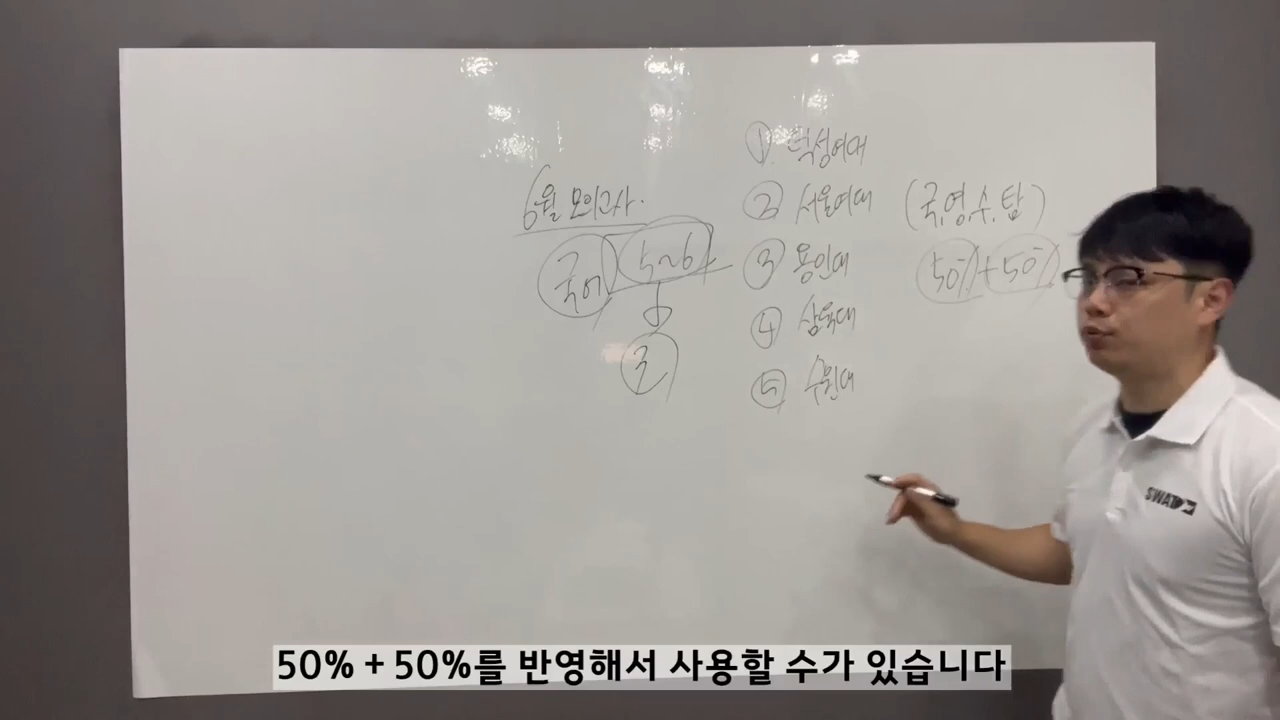 6월 모의고사.
국어 5~6
3
① 덕성여대
② 서울여대 (국,영,수,탐)
③ 용인대 50% + 50%
④ 삼육대
⑤ 수원대
SWA
50% + 50%를 반영해서 사용할 수가 있습니다